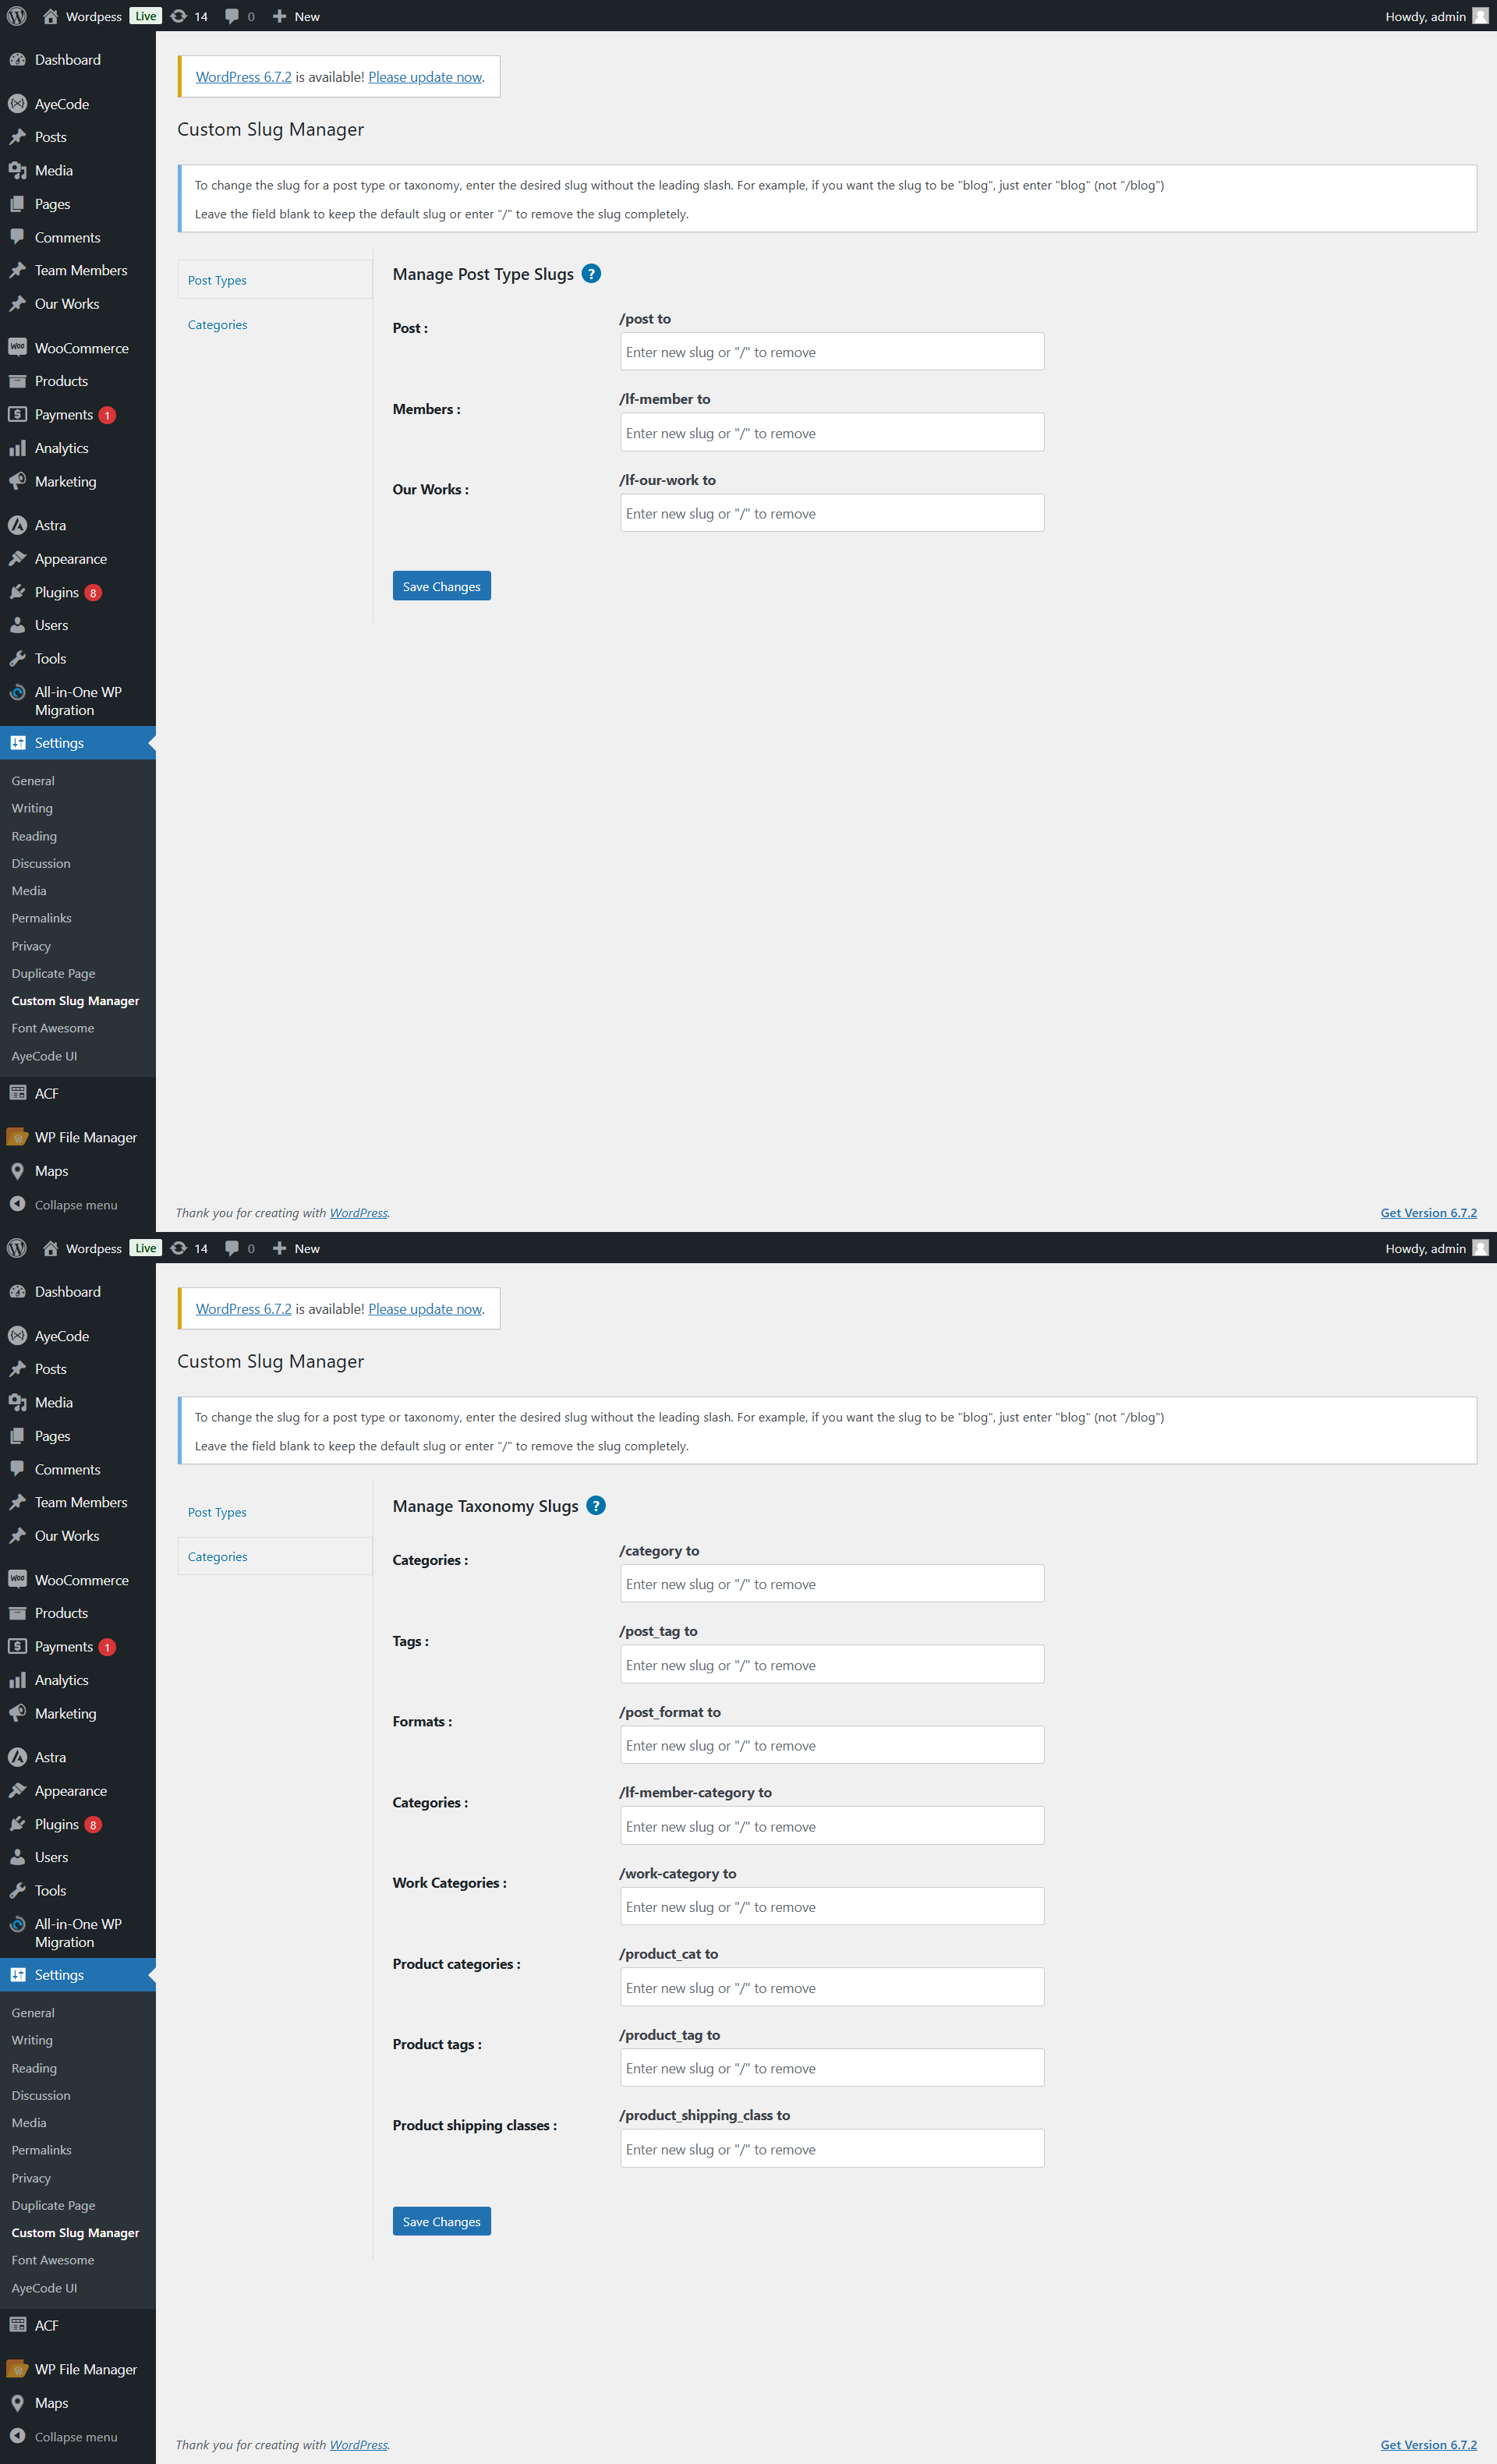 Wordpess Live 14 0 New Howdy, admin
Dashboard
AyeCode
Posts
Media
Pages
Comments
Team Members
Our Works
WooCommerce
Products
Payments 1
Analytics
Marketing
Astra
Appearance
Plugins 8
Users
Tools
All-in-One WP
Migration
Settings
General
Writing
Reading
Discussion
Media
Permalinks
Privacy
Duplicate Page
Custom Slug Manager
Font Awesome
AyeCode UI
ACF
WP File Manager
Maps
Collapse menu
WordPress 6.7.2 is available! Please update now.
Custom Slug Manager
To change the slug for a post type or taxonomy, enter the desired slug without the leading slash. For example, if you want the slug to be "blog", just enter "blog" (not "/blog")
Leave the field blank to keep the default slug or enter "/" to remove the slug completely.
Post Types
Categories
Manage Post Type Slugs ?
Post :
/post to
Enter new slug or "/" to remove
Members :
/lf-member to
Enter new slug or "/" to remove
Our Works :
/lf-our-work to
Enter new slug or "/" to remove
Save Changes
Thank you for creating with WordPress.
Get Version 6.7.2
Wordpess Live 14 0 New Howdy, admin
Dashboard
AyeCode
Posts
Media
Pages
Comments
Team Members
Our Works
WooCommerce
Products
Payments 1
Analytics
Marketing
Astra
Appearance
Plugins 8
Users
Tools
All-in-One WP
Migration
Settings
General
Writing
Reading
Discussion
Media
Permalinks
Privacy
Duplicate Page
Custom Slug Manager
Font Awesome
AyeCode UI
ACF
WP File Manager
Maps
Collapse menu
WordPress 6.7.2 is available! Please update now.
Custom Slug Manager
To change the slug for a post type or taxonomy, enter the desired slug without the leading slash. For example, if you want the slug to be "blog", just enter "blog" (not "/blog")
Leave the field blank to keep the default slug or enter "/" to remove the slug completely.
Post Types
Categories
Manage Taxonomy Slugs ?
Categories :
/category to
Enter new slug or "/" to remove
Tags :
/post_tag to
Enter new slug or "/" to remove
Formats :
/post_format to
Enter new slug or "/" to remove
Categories :
/lf-member-category to
Enter new slug or "/" to remove
Work Categories :
/work-category to
Enter new slug or "/" to remove
Product categories :
/product_cat to
Enter new slug or "/" to remove
Product tags :
/product_tag to
Enter new slug or "/" to remove
Product shipping classes :
/product_shipping_class to
Enter new slug or "/" to remove
Save Changes
Thank you for creating with WordPress.
Get Version 6.7.2